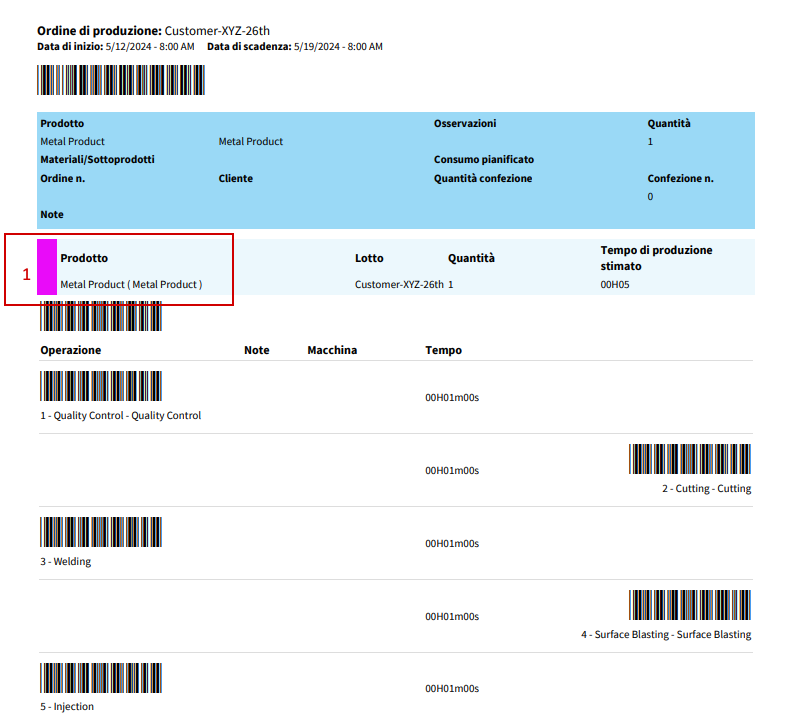 Ordine di produzione: Customer-XYZ-26th
Data di inizio: 5/12/2024 - 8:00 AM Data di scadenza: 5/19/2024 - 8:00 AM
Prodotto Osservazioni Quantità
Metal Product Metal Product 1
Materiali/Sottoprodotti Consumo pianificato
Ordine n. Cliente Quantità confezione Confezione n.
0
Note
1
Prodotto Lotto Quantità Tempo di produzione stimato
Metal Product ( Metal Product ) Customer-XYZ-26th 1 00H05
Operazione Note Macchina Tempo
00H01m00s
1 - Quality Control - Quality Control
00H01m00s
2 - Cutting - Cutting
00H01m00s
3 - Welding
00H01m00s
4 - Surface Blasting - Surface Blasting
00H01m00s
5 - Injection